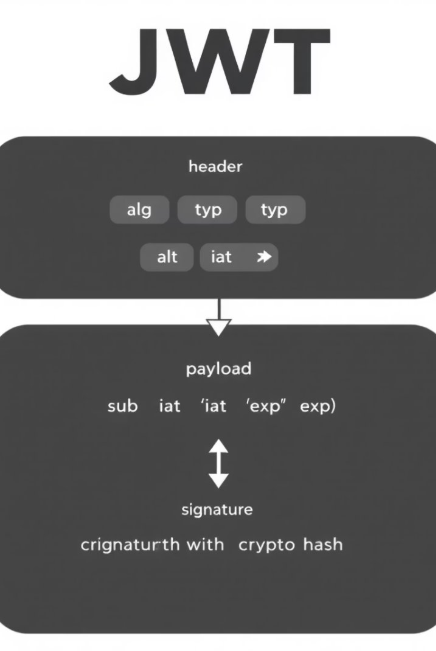 JWT
header
alg typ typ
alt iat
payload
sub iat ‘iat ‘exp” exp)
signature
crignaturth with crypto hash